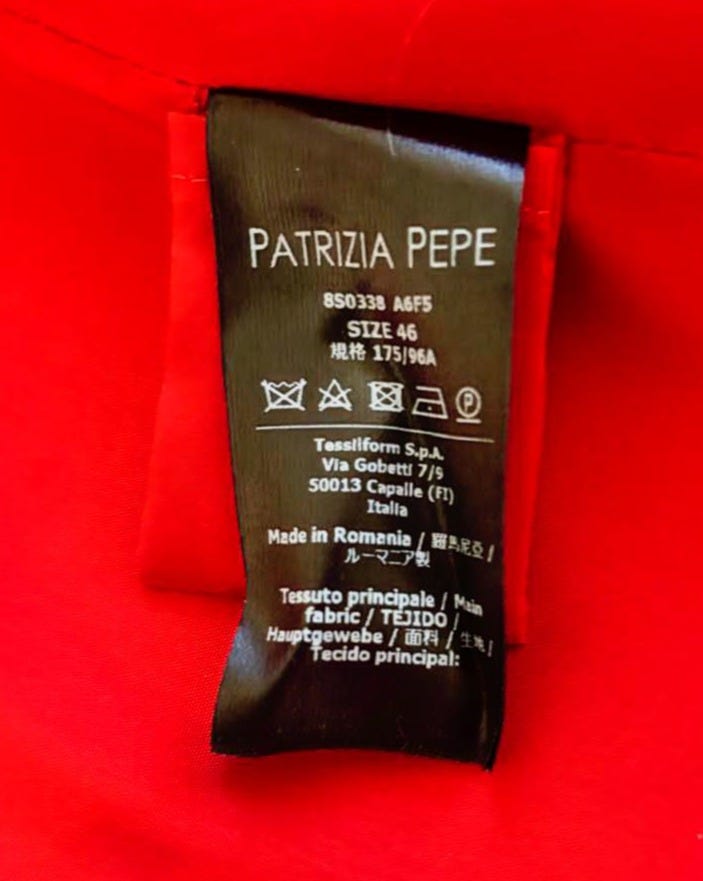 PATRIZIA PEPE
8S0338 A6F5
SIZE 46
規格 175/96A
P
Tessilform S.p.A.
Via Gobetti 7/9
50013 Capalle (FI)
Italia
Made in Romania / 羅馬尼亞 /
ルーマニア製
Tessuto principale / Main
fabric / TEJIDO /
Hauptgewebe / 面料 / 生地 /
Tecido principal: